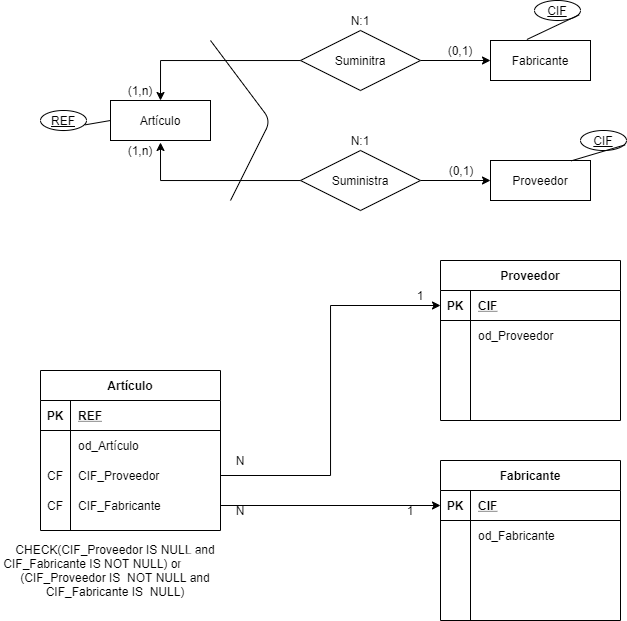 CIF
N:1
Suminitra
(0,1)
Fabricante
(1,n)
REF
Artículo
(1,n)
N:1
CIF
Suministra
(0,1)
Proveedor
Proveedor
1
PK CIF
od_Proveedor
Artículo
PK REF
od_Artículo
CF CIF_Proveedor
CF CIF_Fabricante
N
N
1
Fabricante
PK CIF
od_Fabricante
CHECK(CIF_Proveedor IS NULL and
CIF_Fabricante IS NOT NULL) or
(CIF_Proveedor IS NOT NULL and
CIF_Fabricante IS NULL)